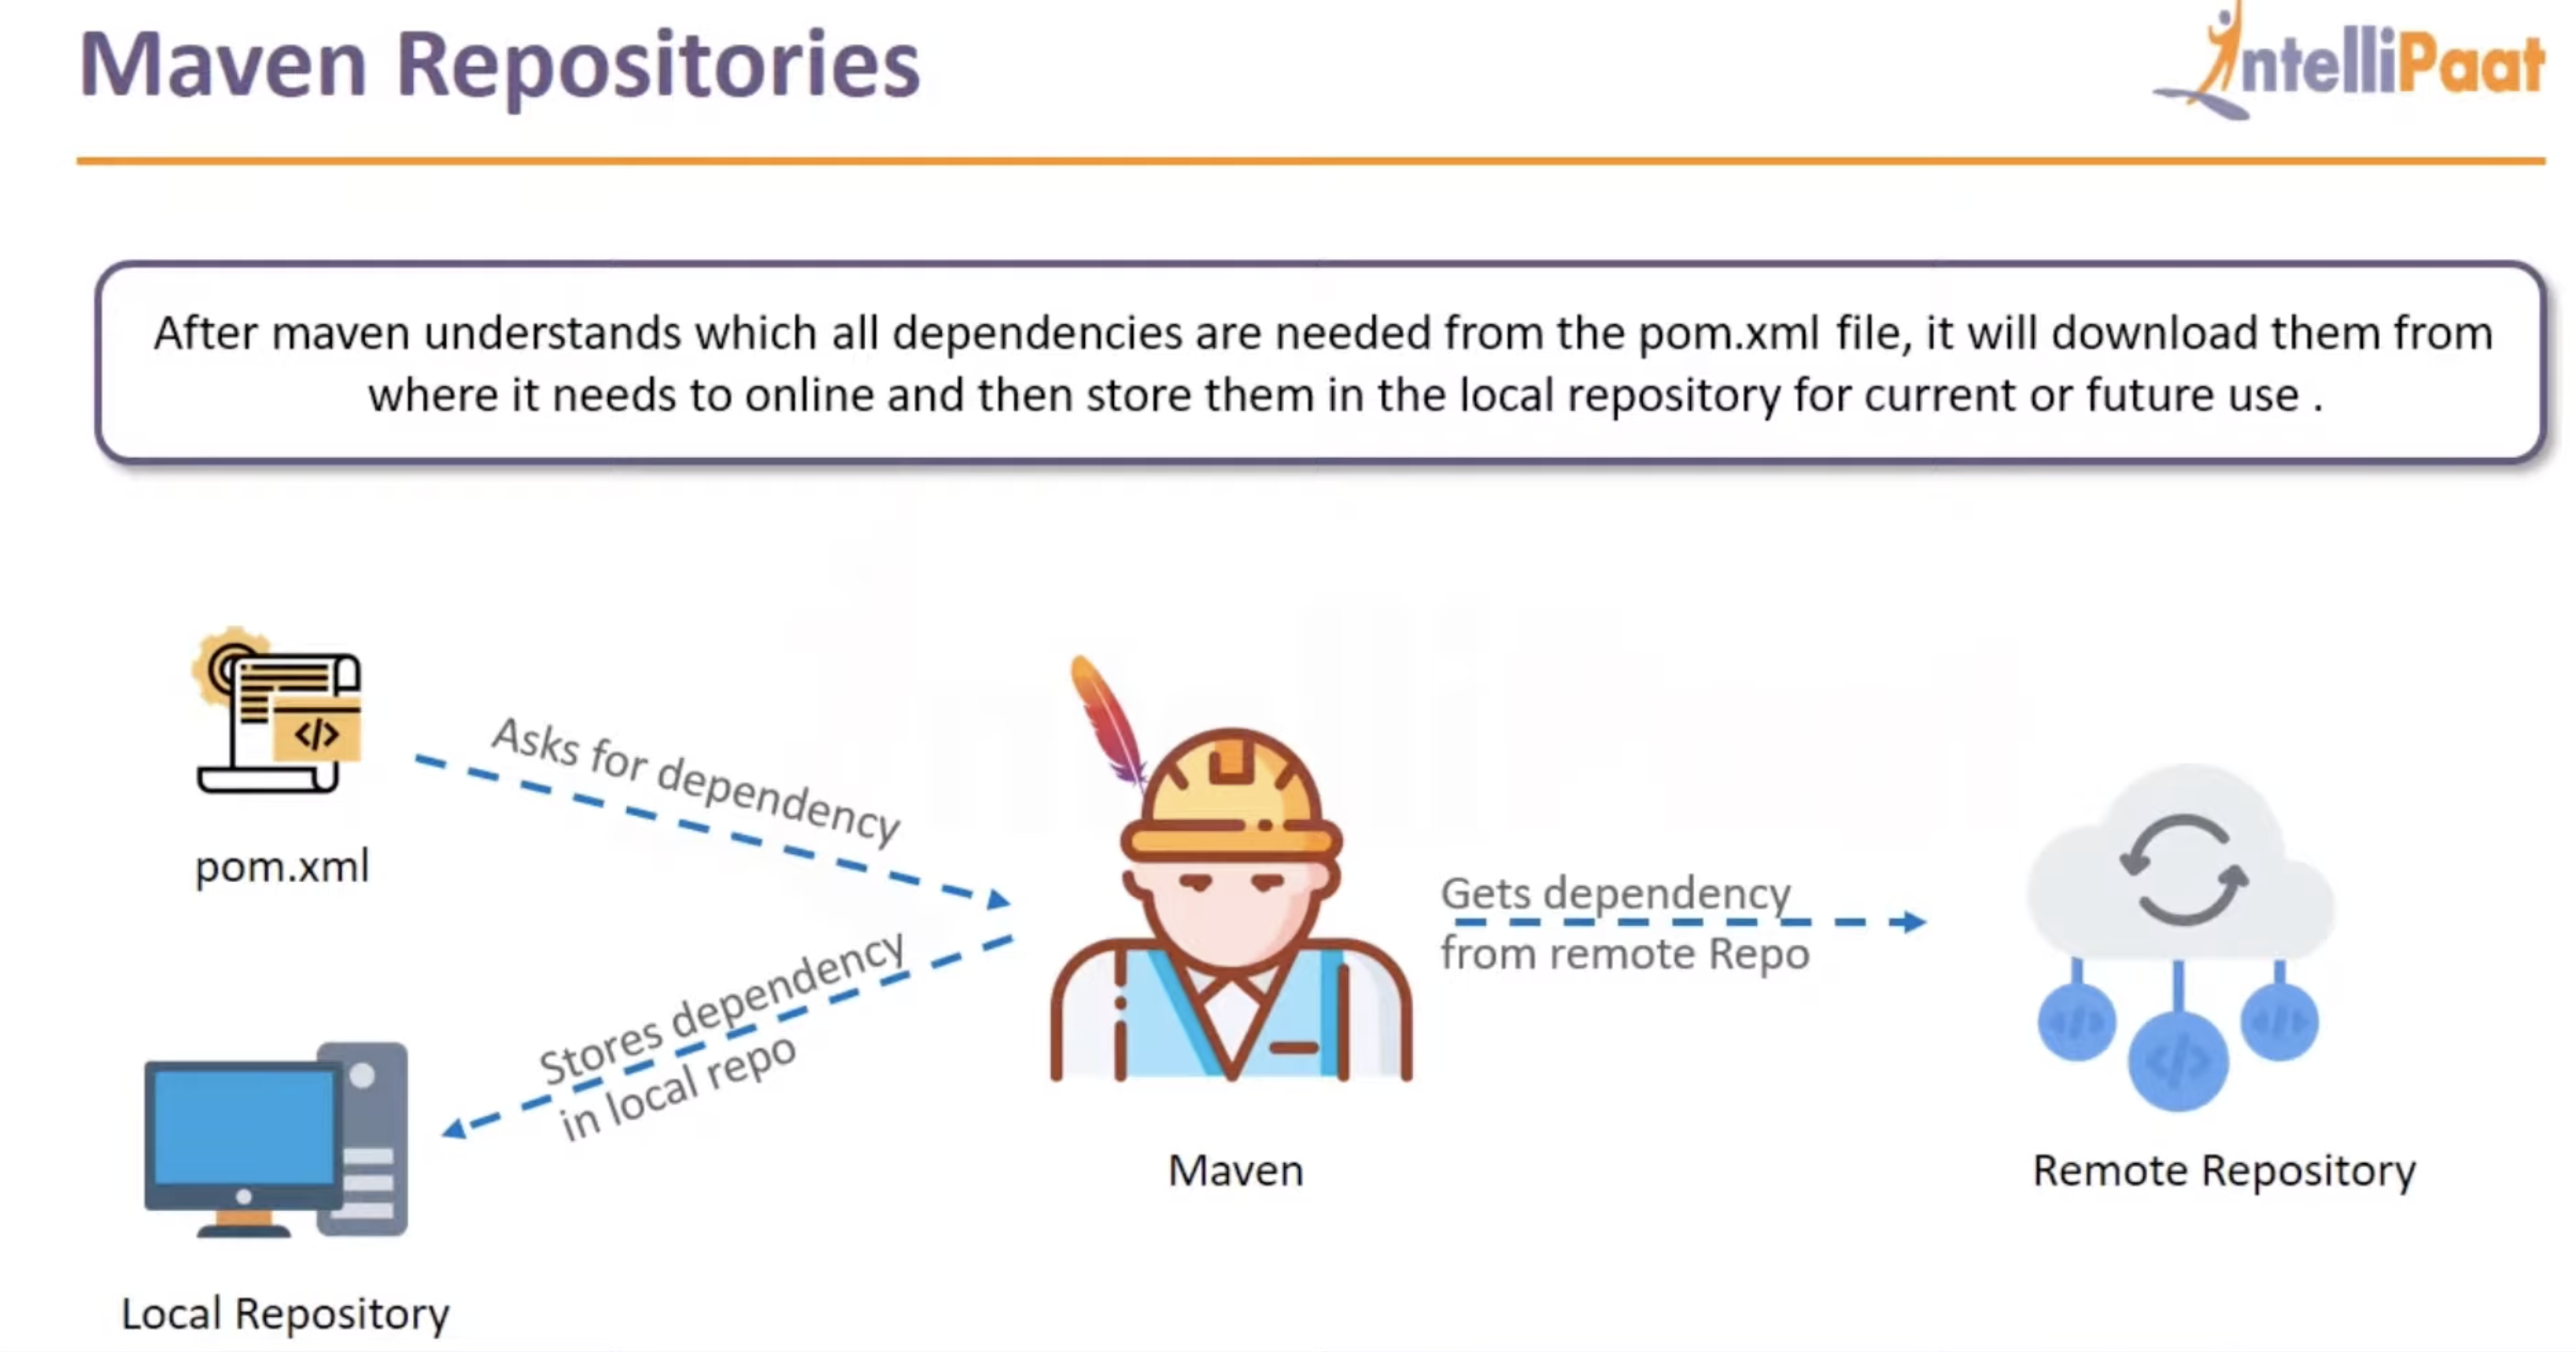 Maven Repositories
IntelliPaat
After maven understands which all dependencies are needed from the pom.xml file, it will download them from
where it needs to online and then store them in the local repository for current or future use .
</>
Asks for dependency
pom.xml
Gets dependency
from remote Repo
Stores dependency
in local repo
</>
</>
</>
Maven
Remote Repository
Local Repository